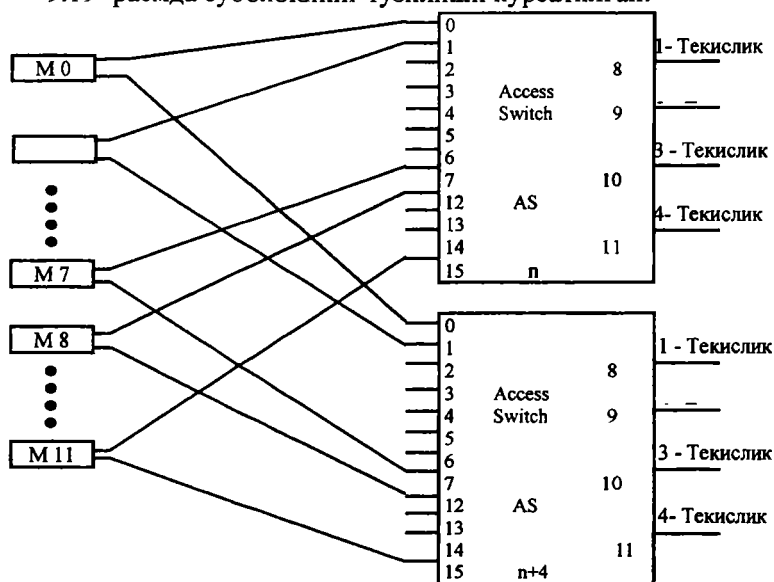 0
1
2
3
4
5
6
7
12
13
14
15
Access
Switch
AS
n
8
9
10
11
1- Текислик
3 - Текислик
4- Текислик
М 0
М 7
М 8
М 11
0
1
2
3
4
5
6
7
12
13
14
15
Access
Switch
AS
n+4
8
9
10
11
1 - Текислик
3 - Текислик
4- Текислик